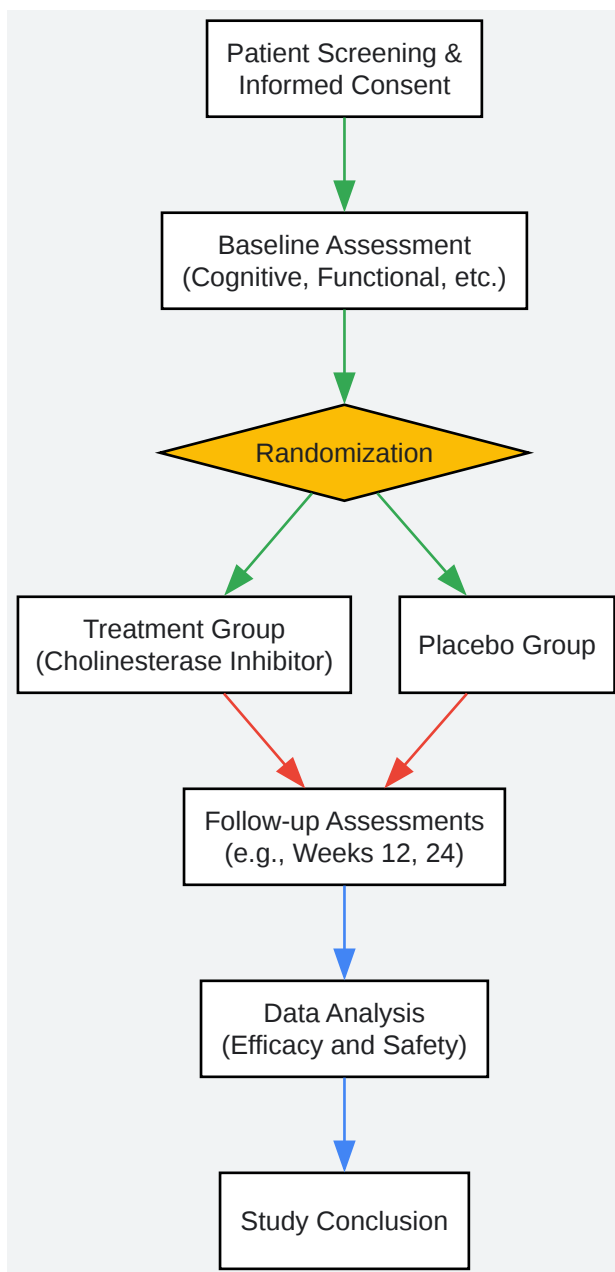 Patient Screening &
Informed Consent
Baseline Assessment
(Cognitive, Functional, etc.)
Randomization
Treatment Group
(Cholinesterase Inhibitor)
Placebo Group
Follow-up Assessments
(e.g., Weeks 12, 24)
Data Analysis
(Efficacy and Safety)
Study Conclusion